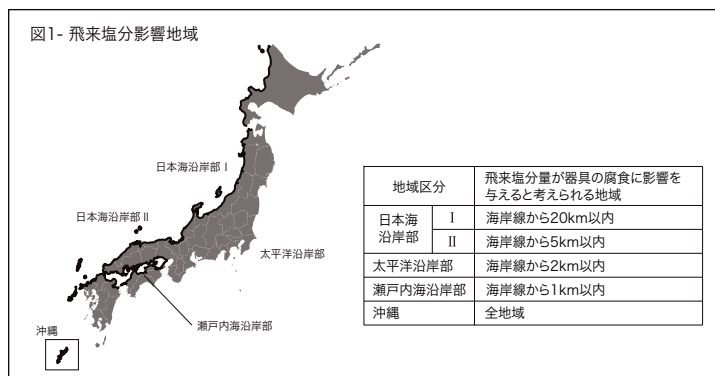 図1- 飛来塩分影響地域
日本海沿岸部Ⅰ
日本海沿岸部Ⅱ
太平洋沿岸部
瀬戸内海沿岸部
沖縄
地域区分
飛来塩分量が器具の腐食に影響を
与えると考えられる地域
日本海
沿岸部
Ⅰ
海岸線から20km以内
Ⅱ
海岸線から5km以内
太平洋沿岸部
海岸線から2km以内
瀬戸内海沿岸部
海岸線から1km以内
沖縄
全地域